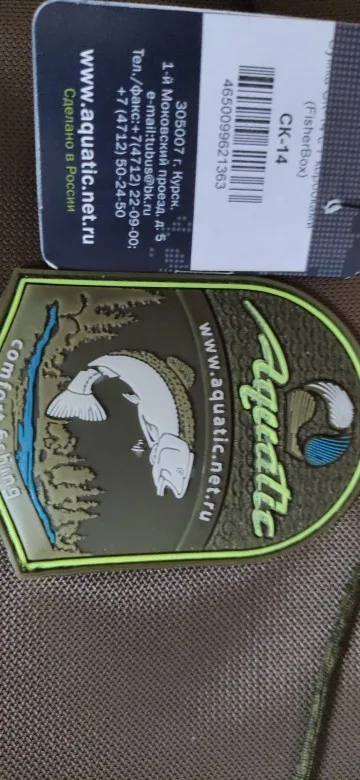 (FisherBox)
СК-14
4650099621363
305007 г. Курск,
1-й Моковский проезд, д. 5
e-mail:tubus@bk.ru
Тел./факс:+7(4712) 22-09-00;
+7 (4712) 50-24-50
www.aquatic.net.ru
Сделано в России
Aquatic
www.aquatic.net.ru
comfort fishing